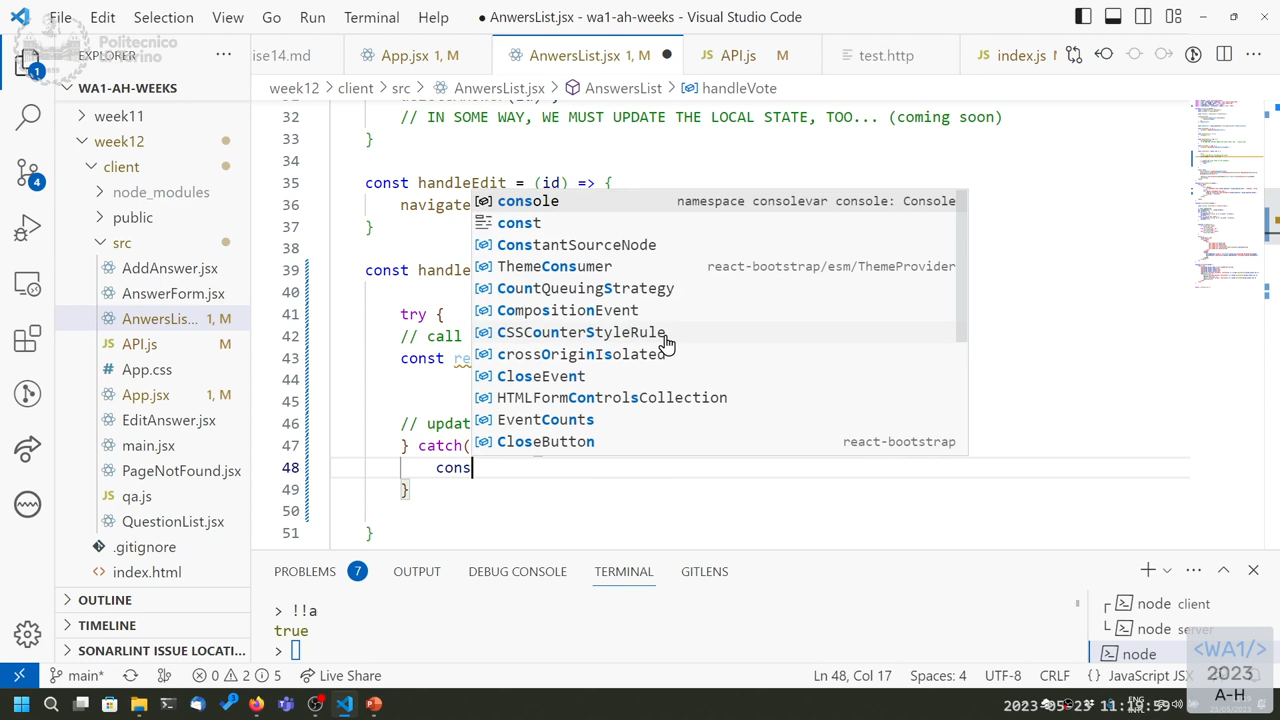 File Edit Selection View Go Run Terminal Help ● AnwersList.jsx - wa1-ah-weeks - Visual Studio Code
Politecnico
di Torino
EXPLORER ise14.md App.jsx 1, M AnwersList.jsx 1, M ● API.js M test.http index.js
1
WA1-AH-WEEKS
week12 > client > src > AnwersList.jsx > AnswersList > handleVote
week11
week12
client
node_modules
public
src
AddAnswer.jsx
AnswerForm.jsx
AnwersLis... 1, M
API.js M
App.css
App.jsx 1, M
EditAnswer.jsx
main.jsx
PageNotFound.jsx
qa.js
QuestionList.jsx
.gitignore
index.html
OUTLINE
TIMELINE
SONARLINT ISSUE LOCATI...
4
32 // IN SOME WAY, WE MUST UPDATE THE LOCAL STATE, TOO... (coming soon)
33 }
34
35 const handleEdit = (id) =>
36 navigate
37 }
38
39 const handle
40
41 try {
42 // call
43 const re
44
45
46 // updat
47 } catch(
48 cons
49 }
50
51 }
console namespace console var console: Console
const
ConstantSourceNode
ThemeConsumer react-bootstrap/esm/ThemeProvider
CountQueuingStrategy
CompositionEvent
CSSCounterStyleRule
crossOriginIsolated
CloseEvent
HTMLFormControlsCollection
EventCounts
CloseButton react-bootstrap
PROBLEMS 7 OUTPUT DEBUG CONSOLE TERMINAL GITLENS
> !!a
true
>
node client
node server
node
<WA1/>
2023
A-H
main* 0 2 5 Live Share Ln 48, Col 17 Spaces: 4 UTF-8 CRLF { } JavaScript JSX